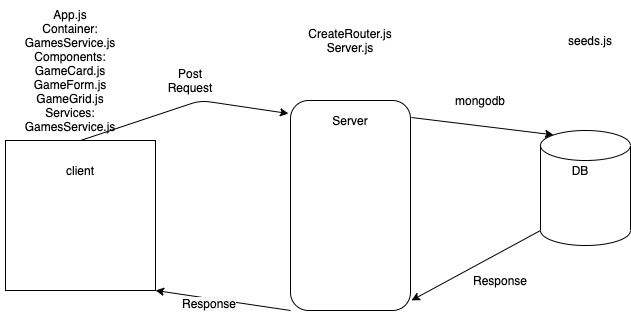 App.js
Container:
GamesService.js
Components:
GameCard.js
GameForm.js
GameGrid.js
Services:
GamesService.js
client
Post
Request
CreateRouter.js
Server.js
Server
mongodb
seeds.js
DB
Response
Response